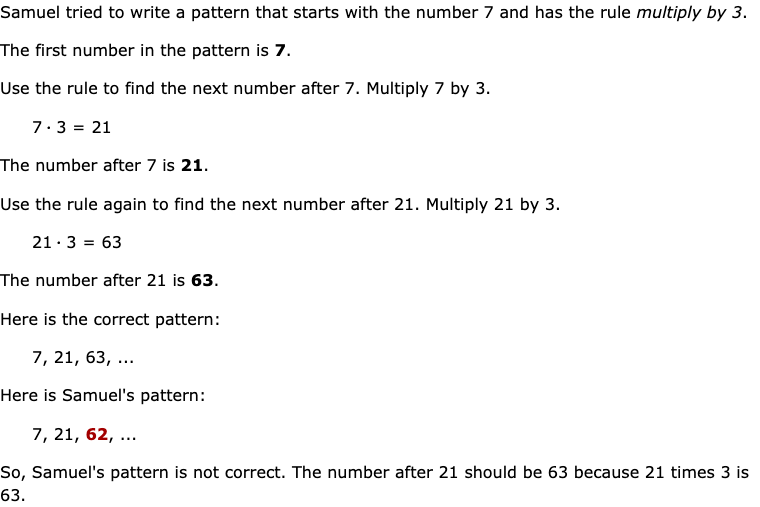 Samuel tried to write a pattern that starts with the number 7 and has the rule multiply by 3.
The first number in the pattern is 7.
Use the rule to find the next number after 7. Multiply 7 by 3.
7 · 3 = 21
The number after 7 is 21.
Use the rule again to find the next number after 21. Multiply 21 by 3.
21 · 3 = 63
The number after 21 is 63.
Here is the correct pattern:
7, 21, 63, ...
Here is Samuel's pattern:
7, 21, 62, ...
So, Samuel's pattern is not correct. The number after 21 should be 63 because 21 times 3 is
63.